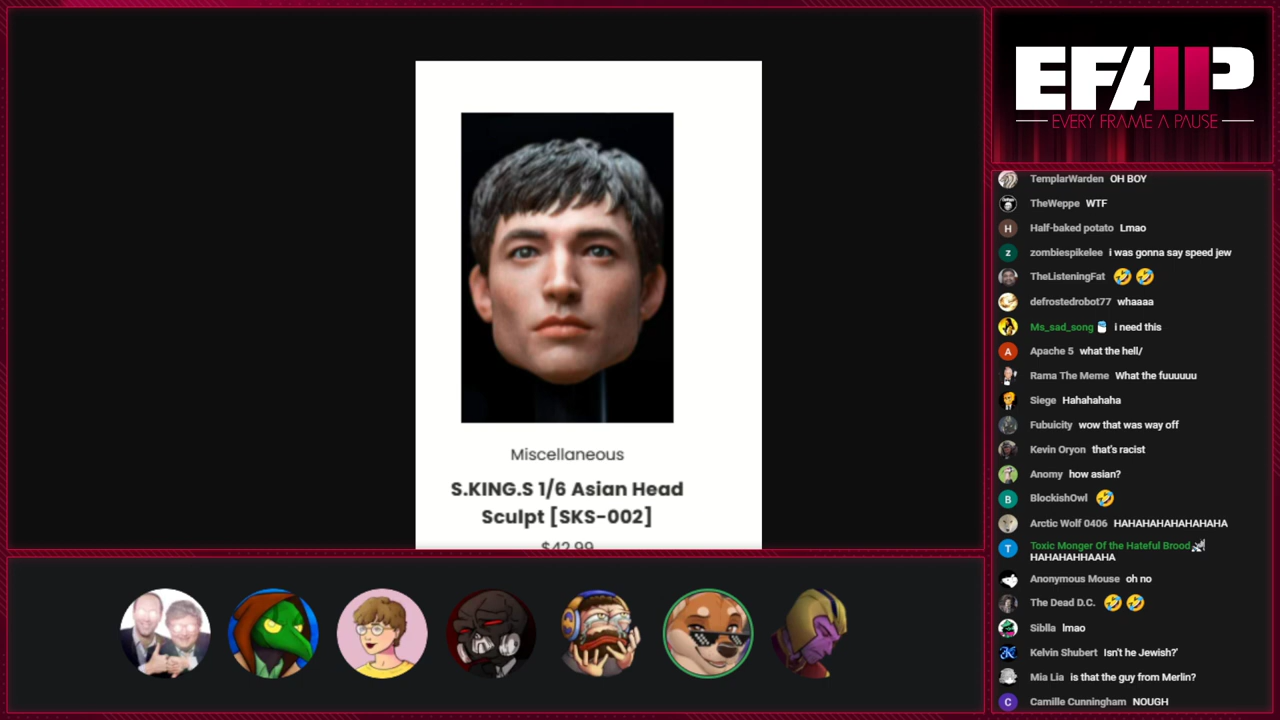 Miscellaneous
S.KING.S 1/6 Asian Head
Sculpt [SKS-002]
$42.99
EFAP
EVERY FRAME A PAUSE
TemplarWarden OH BOY
TheWeppe WTF
H Half-baked potato Lmao
z zombiespikelee i was gonna say speed jew
TheListeningFat 🤣 🤣
defrostedrobot77 whaaaa
Ms_sad_song i need this
A Apache 5 what the hell/
Rama The Meme What the fuuuuuu
Siege Hahahahaha
Fubuicity wow that was way off
Kevin Oryon that's racist
Anomy how asian?
B BlockishOwl 🤣
Arctic Wolf 0406 HAHAHAHAHAHAHAHA
T Toxic Monger Of the Hateful Brood
HAHAHAHHAAHA
Anonymous Mouse oh no
The Dead D.C. 🤣 🤣
Siblla lmao
Kelvin Shubert Isn't he Jewish?'
Mia Lia is that the guy from Merlin?
C Camille Cunningham NOUGH